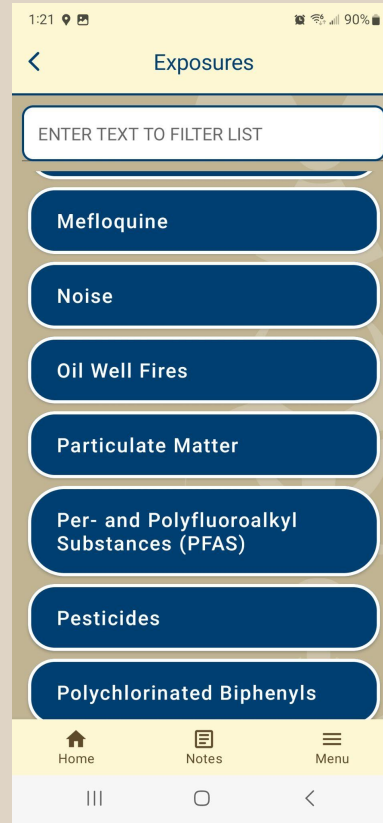 1:21 90%
Exposures
ENTER TEXT TO FILTER LIST
Mefloquine
Noise
Oil Well Fires
Particulate Matter
Per- and Polyfluoroalkyl
Substances (PFAS)
Pesticides
Polychlorinated Biphenyls
Home Notes Menu